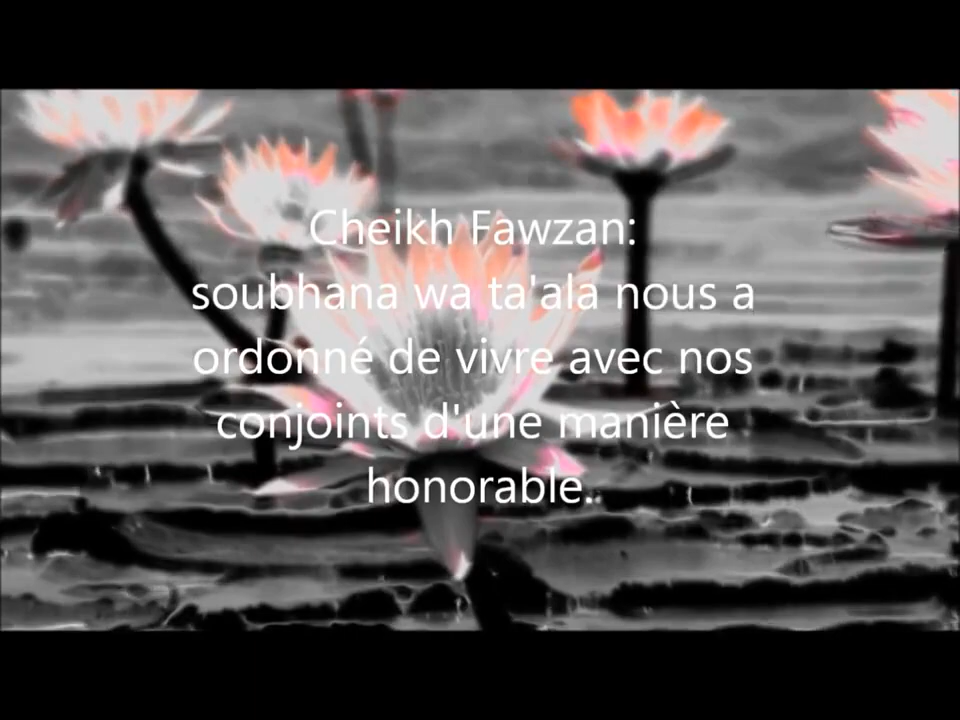 Cheikh Fawzan:
soubhana wa ta'ala nous a
ordonné de vivre avec nos
conjoints d'une manière
honorable..